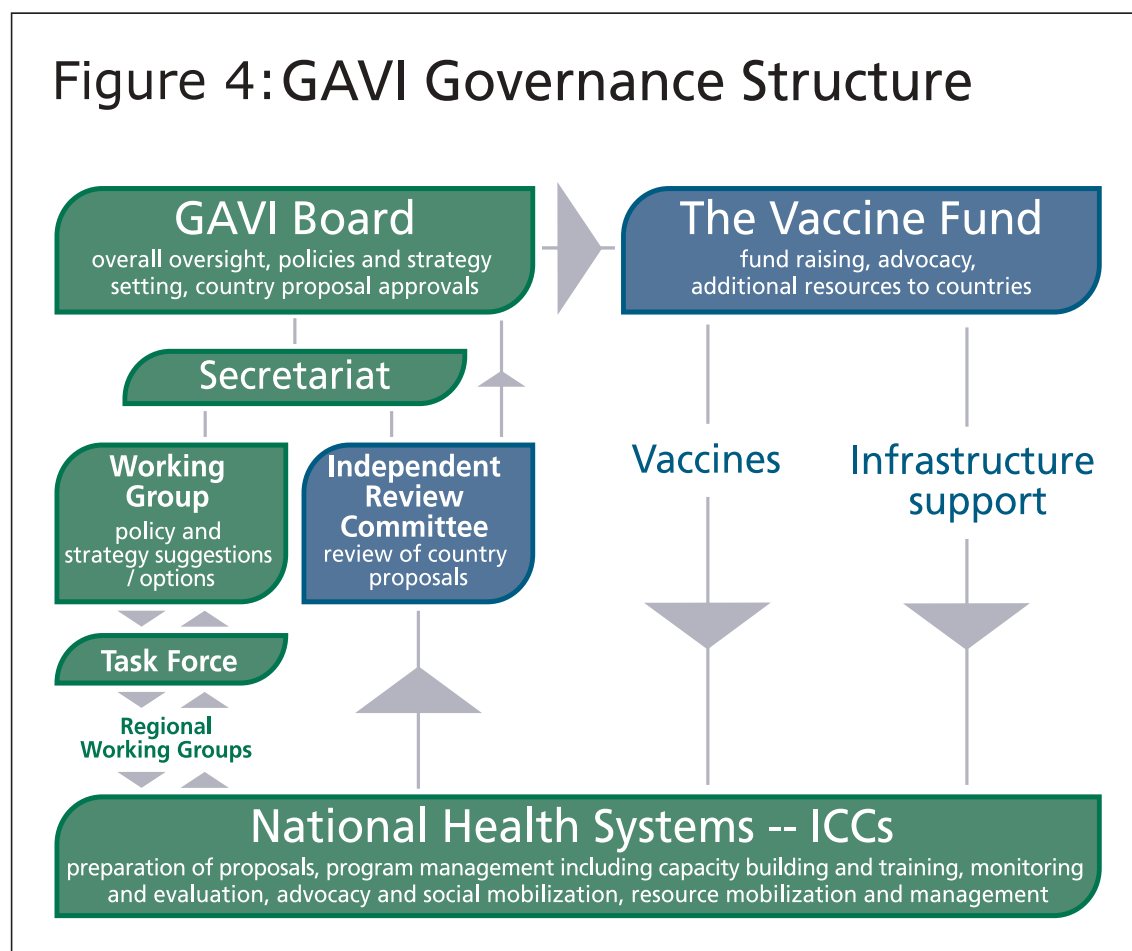 Figure 4: GAVI Governance Structure
GAVI Board
overall oversight, policies and strategy
setting, country proposal approvals
The Vaccine Fund
fund raising, advocacy,
additional resources to countries
Secretariat
Working
Group
policy and
strategy suggestions
/ options
Independent
Review
Committee
review of country
proposals
Vaccines
Infrastructure
support
Task Force
Regional
Working Groups
National Health Systems -- ICCs
preparation of proposals, program management including capacity building and training, monitoring
and evaluation, advocacy and social mobilization, resource mobilization and management